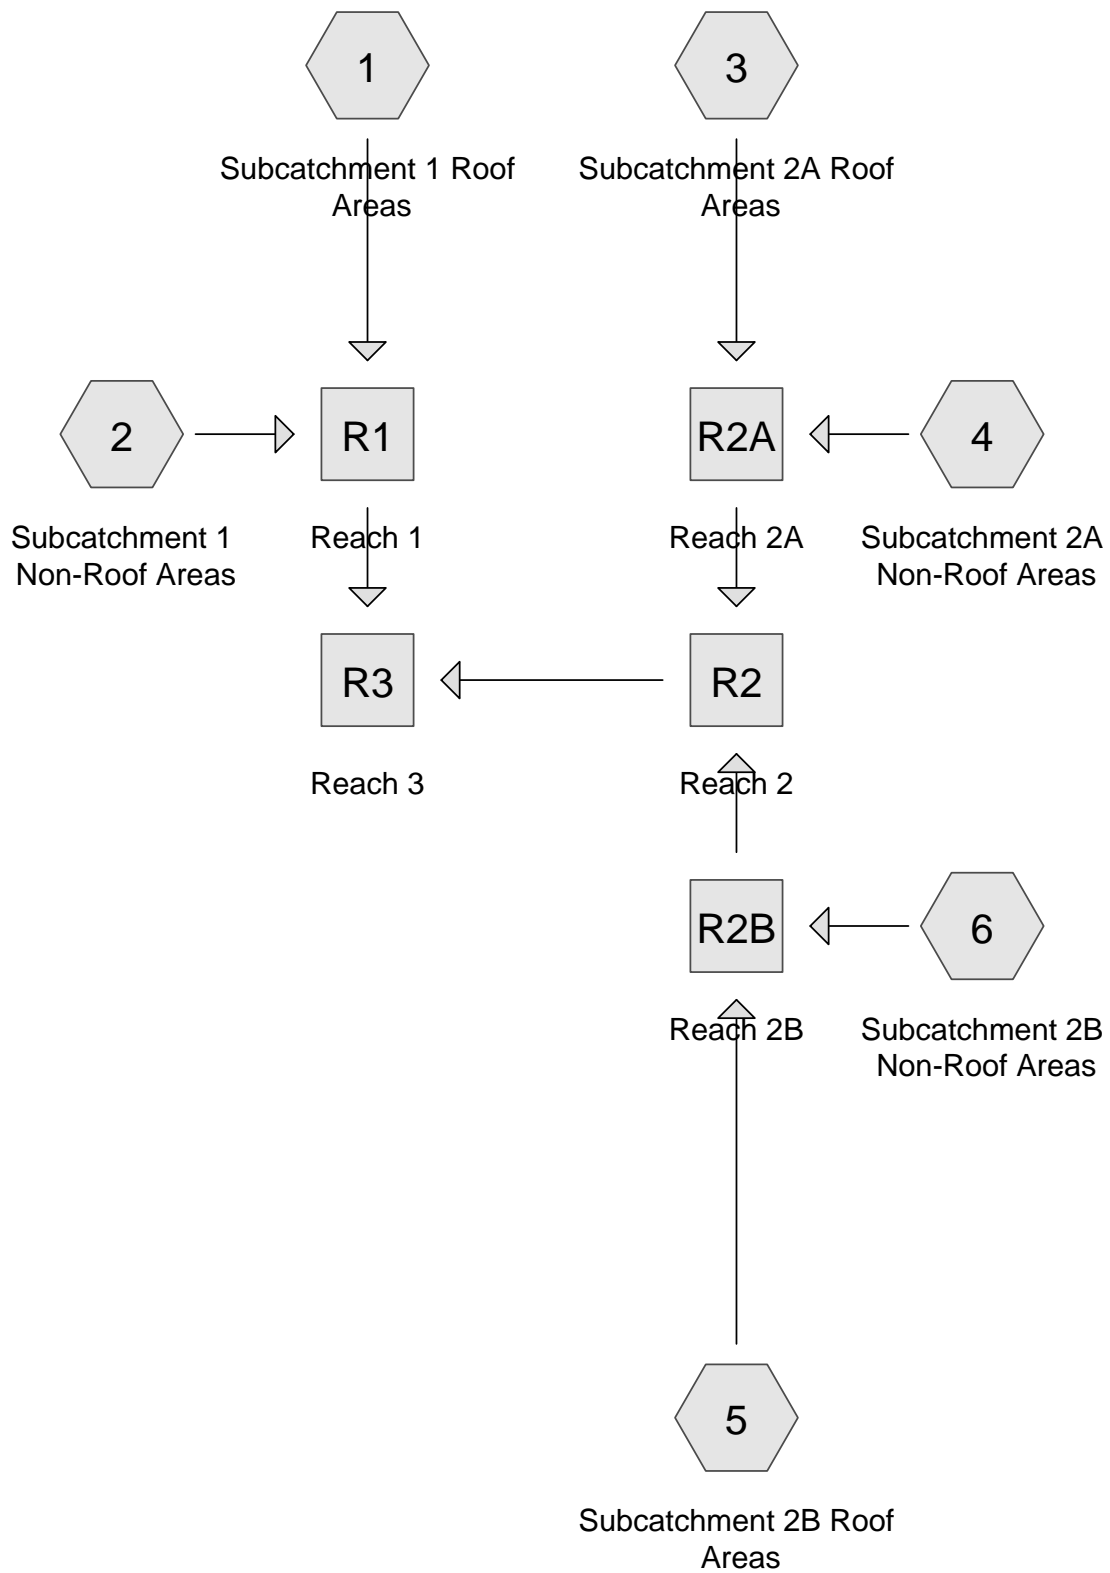 1
3
Subcatchment 1 Roof
Areas
Subcatchment 2A Roof
Areas
2
R1
R2A
4
Subcatchment 1
Non-Roof Areas
Reach 1
Reach 2A
Subcatchment 2A
Non-Roof Areas
R3
R2
Reach 3
Reach 2
R2B
6
Reach 2B
Subcatchment 2B
Non-Roof Areas
5
Subcatchment 2B Roof
Areas